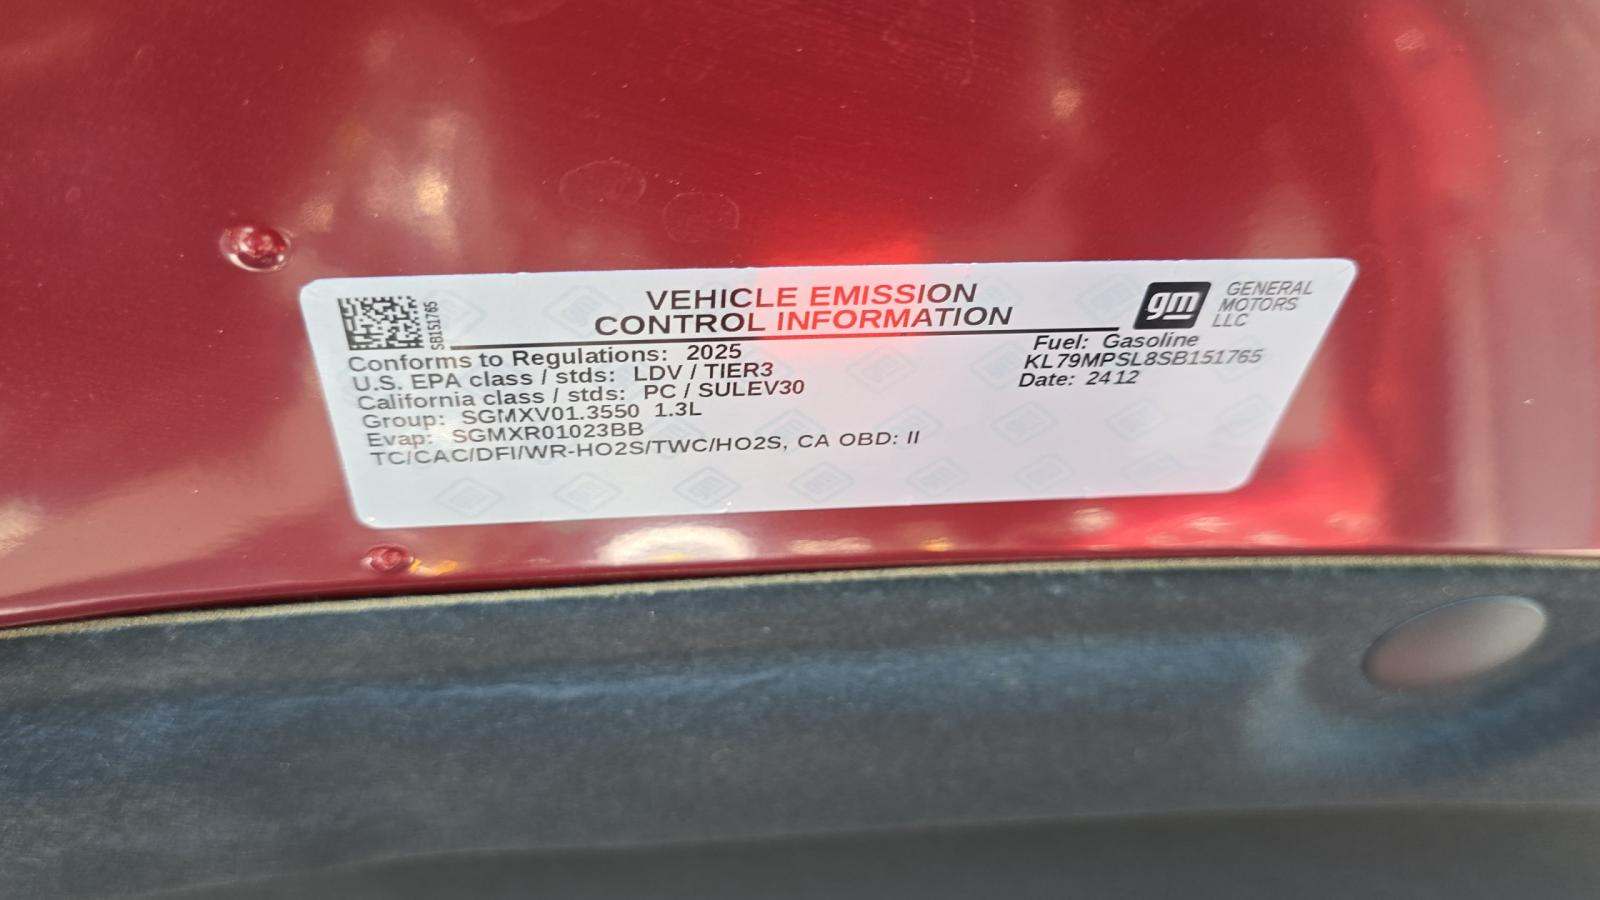 SB151765
VEHICLE EMISSION
CONTROL INFORMATION
gm
GENERAL
MOTORS
LLC
Conforms to Regulations: 2025
U.S. EPA class / stds: LDV / TIER3
California class / stds: PC / SULEV30
Group: SGMXV01.3550 1.3L
Evap: SGMXR01023BB
TC/CAC/DFI/WR-HO2S/TWC/HO2S, CA OBD: II
Fuel: Gasoline
KL79MPSL8SB151765
Date: 2412